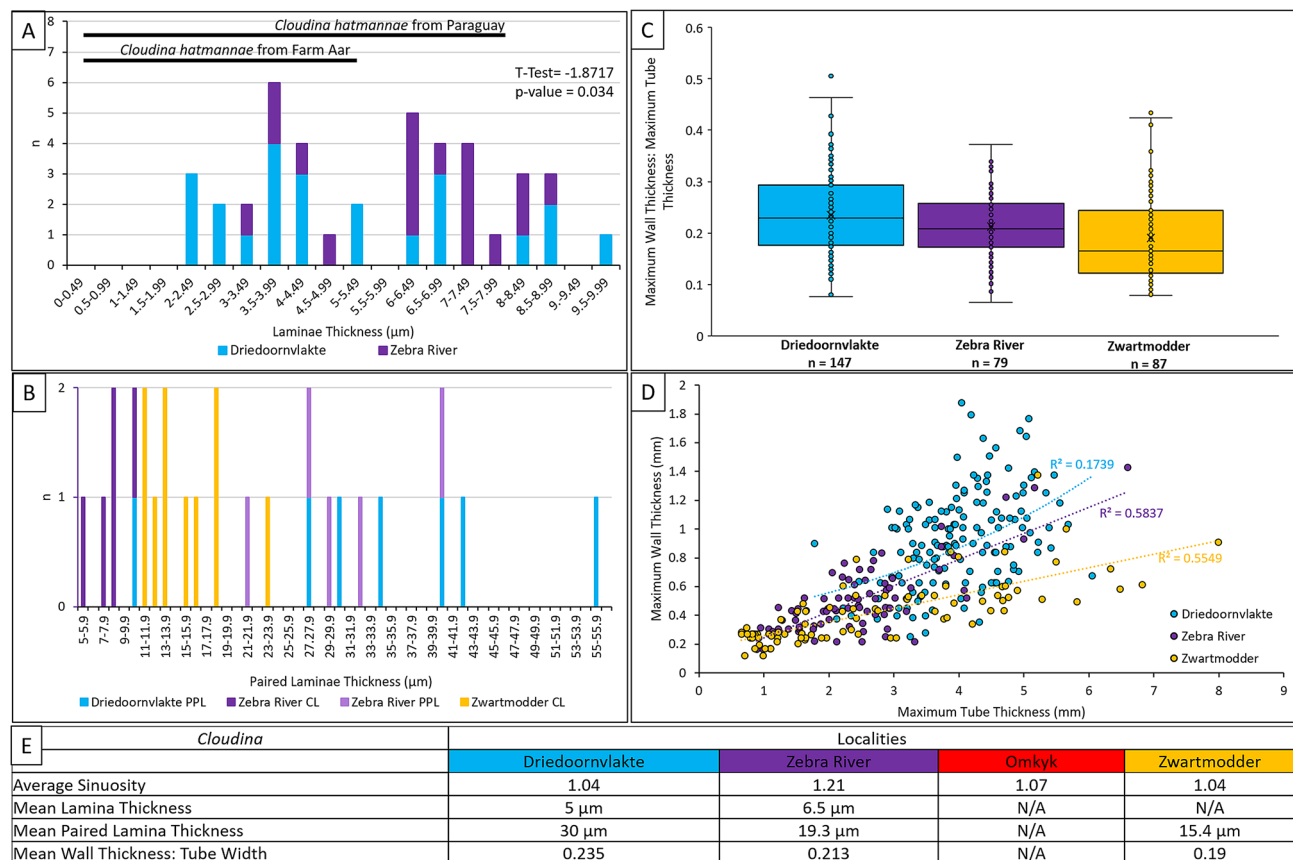 A
Cloudina hatmannae from Paraguay
Cloudina hatmannae from Farm Aar
T-Test= -1.8717
p-value = 0.034
8
7
6
5
4
3
2
1
0
n
0-0.49
0.5-0.99
1-1.49
1.5-1.99
2-2.49
2.5-2.99
3-3.49
3.5-3.99
4-4.49
4.5-4.99
5-5.49
5.5-5.99
6-6.49
6.5-6.99
7-7.49
7.5-7.99
8-8.49
8.5-8.99
9.-9.49
9.5-9.99
Laminae Thickness (µm)
Driedoornvlakte
Zebra River
B
2
1
0
n
5-5.9
7-7.9
9-9.9
11-11.9
13-13.9
15-15.9
17.17.9
19-19.9
21-21.9
23-23.9
25-25.9
27.27.9
29-29.9
31-31.9
33-33.9
35-35.9
37-37.9
39-39.9
41-41.9
43-43.9
45-45.9
47-47.9
49-49.9
51-51.9
53-53.9
55-55.9
Paired Laminae Thickness (µm)
Driedoornvlakte PPL
Zebra River CL
Zebra River PPL
Zwartmodder CL
C
Maximum Wall Thickness: Maximum Tube
Thickness
0.6
0.5
0.4
0.3
0.2
0.1
0
Driedoornvlakte
n = 147
Zebra River
n = 79
Zwartmodder
n = 87
D
Maximum Wall Thickness (mm)
2
1.8
1.6
1.4
1.2
1
0.8
0.6
0.4
0.2
0
R² = 0.1739
R² = 0.5837
R² = 0.5549
Driedoornvlakte
Zebra River
Zwartmodder
0 1 2 3 4 5 6 7 8 9
Maximum Tube Thickness (mm)
E
Cloudina Localities
Driedoornvlakte Zebra River Omkyk Zwartmodder
Average Sinuosity 1.04 1.21 1.07 1.04
Mean Lamina Thickness 5 µm 6.5 µm N/A N/A
Mean Paired Lamina Thickness 30 µm 19.3 µm N/A 15.4 µm
Mean Wall Thickness: Tube Width 0.235 0.213 N/A 0.19